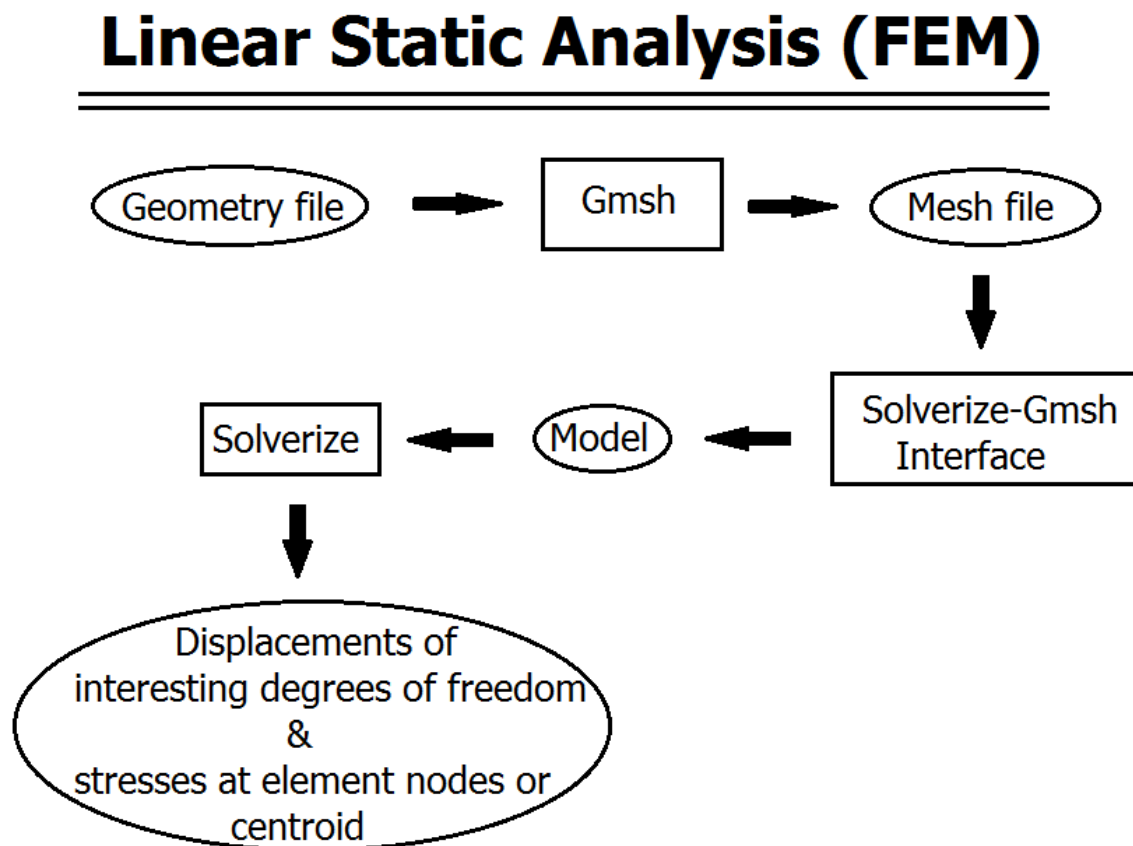 Linear Static Analysis (FEM)
Geometry file
Gmsh
Mesh file
Solverize-Gmsh
Interface
Model
Solverize
Displacements of
interesting degrees of freedom
&
stresses at element nodes or
centroid